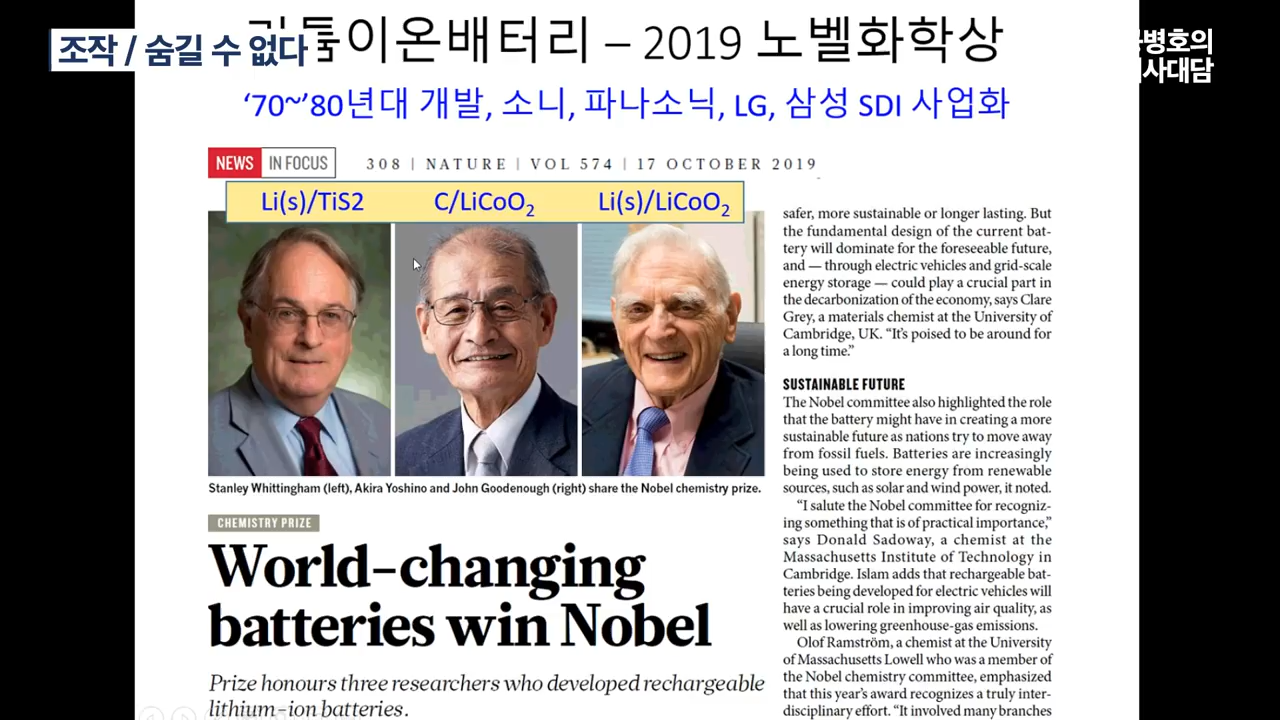 조작 / 숨길 수 없다
리튬이온배터리 – 2019 노벨화학상
병호의
사대담
‘70~’80년대 개발, 소니, 파나소닉, LG, 삼성 SDI 사업화
NEWS IN FOCUS
308 | NATURE | VOL 574 | 17 OCTOBER 2019
Li(s)/TiS2 C/LiCoO2 Li(s)/LiCoO2
Stanley Whittingham (left), Akira Yoshino and John Goodenough (right) share the Nobel chemistry prize.
CHEMISTRY PRIZE
World-changing
batteries win Nobel
Prize honours three researchers who developed rechargeable
lithium-ion batteries.
safer, more sustainable or longer lasting. But
the fundamental design of the current bat-
tery will dominate for the foreseeable future,
and — through electric vehicles and grid-scale
energy storage — could play a crucial part in
the decarbonization of the economy, says Clare
Grey, a materials chemist at the University of
Cambridge, UK. “It’s poised to be around for
a long time.”
SUSTAINABLE FUTURE
The Nobel committee also highlighted the role
that the battery might have in creating a more
sustainable future as nations try to move away
from fossil fuels. Batteries are increasingly
being used to store energy from renewable
sources, such as solar and wind power, it noted.
“I salute the Nobel committee for recogniz-
ing something that is of practical importance,”
says Donald Sadoway, a chemist at the
Massachusetts Institute of Technology in
Cambridge. Islam adds that rechargeable bat-
teries being developed for electric vehicles will
have a crucial role in improving air quality, as
well as lowering greenhouse-gas emissions.
Olof Ramström, a chemist at the University
of Massachusetts Lowell who was a member of
the Nobel chemistry committee, emphasized
that this year’s award recognizes a truly inter-
disciplinary effort. “It involved many branches